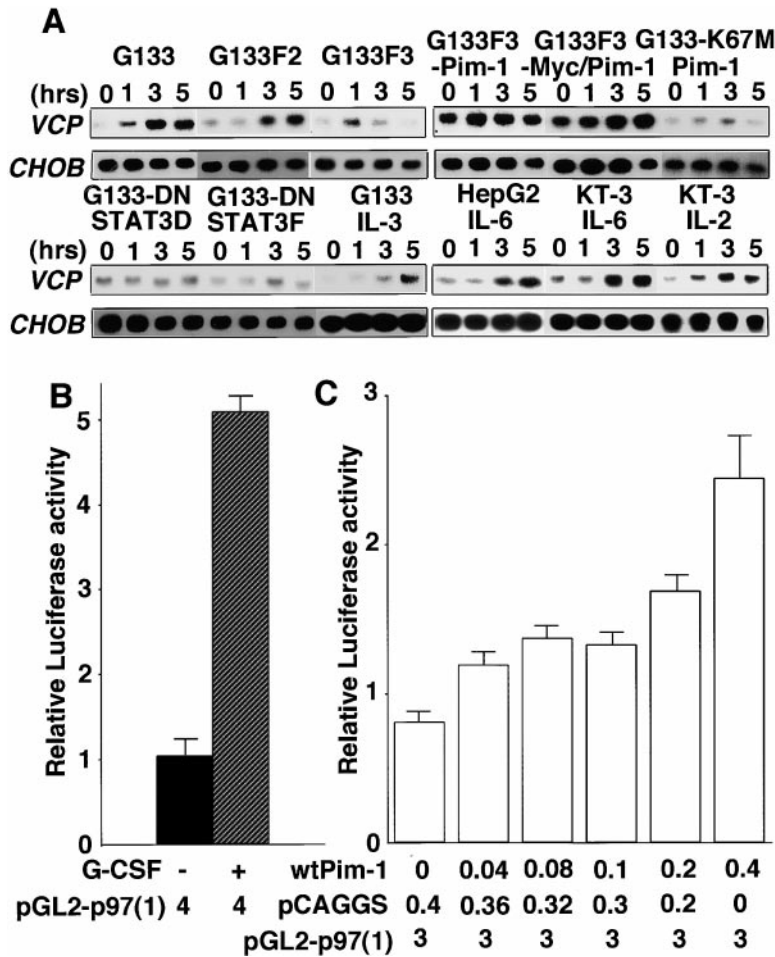 A
G133 G133F2 G133F3 G133F3 -Pim-1 G133F3 -Myc/Pim-1 G133-K67M Pim-1
(hrs) 0 1 3 5 0 1 3 5 0 1 3 5 0 1 3 5 0 1 3 5 0 1 3 5
VCP
CHOB
G133-DN STAT3D G133-DN STAT3F G133 IL-3 HepG2 IL-6 KT-3 IL-6 KT-3 IL-2
(hrs) 0 1 3 5 0 1 3 5 0 1 3 5 0 1 3 5 0 1 3 5 0 1 3 5
VCP
CHOB
B
Relative Luciferase activity
5
4
3
2
1
0
G-CSF - +
pGL2-p97(1) 4 4
C
Relative Luciferase activity
3
2
1
0
wtPim-1 0 0.04 0.08 0.1 0.2 0.4
pCAGGS 0.4 0.36 0.32 0.3 0.2 0
pGL2-p97(1) 3 3 3 3 3 3